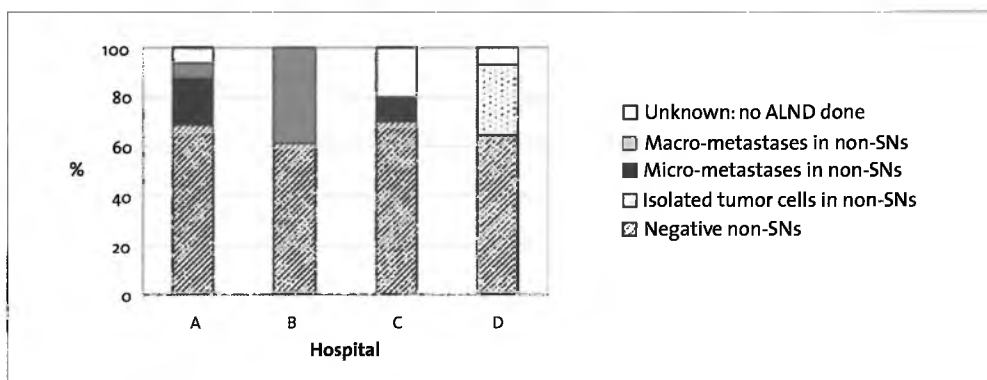 100
80
60
%
40
20
0
A B C D
Hospital
Unknown: no ALND done
Macro-metastases in non-SNs
Micro-metastases in non-SNs
Isolated tumor cells in non-SNs
Negative non-SNs